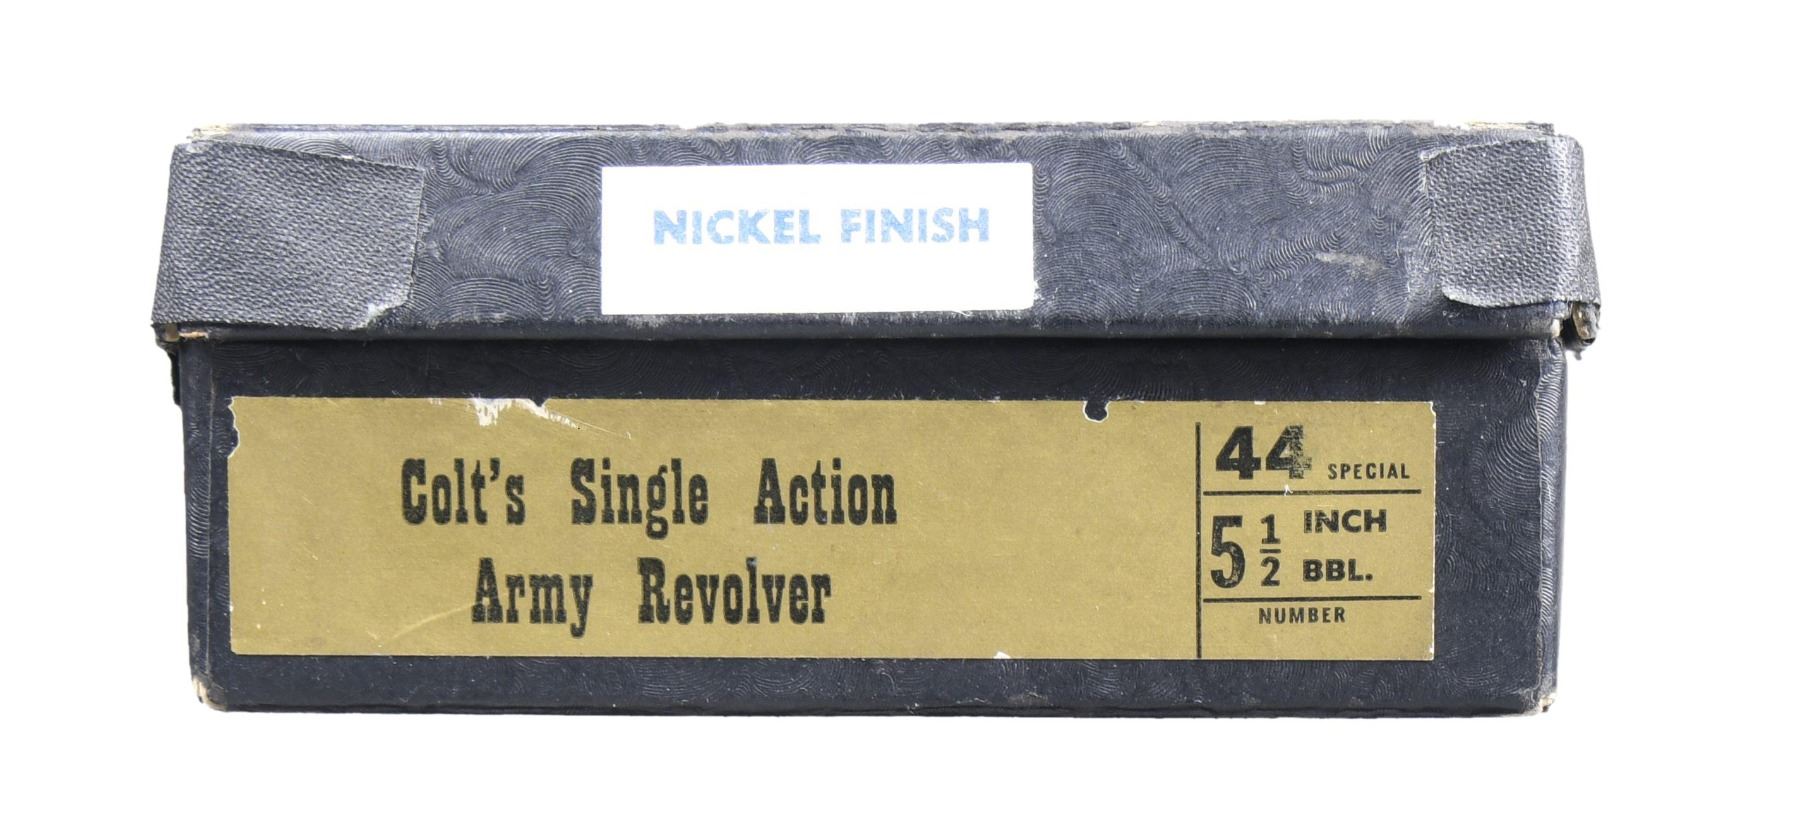 NICKEL FINISH
Colt's Single Action
Army Revolver
44 SPECIAL
5 1/2 INCH
BBL.
NUMBER